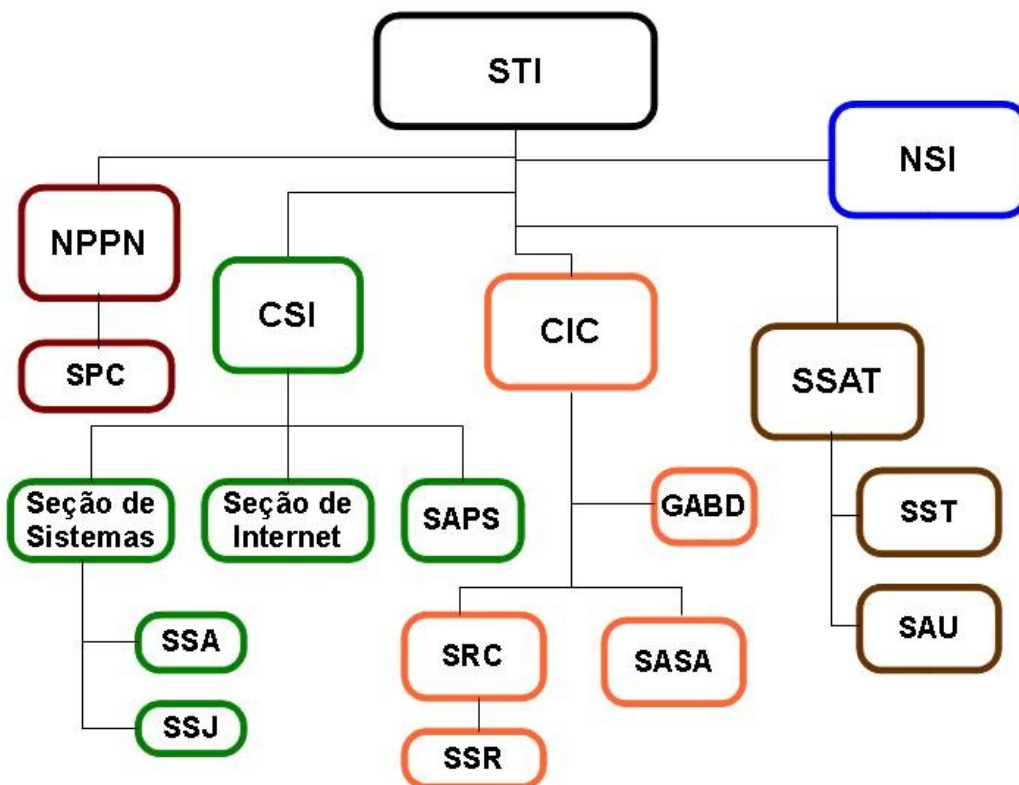 STI
NSI
NPPN
CSI
CIC
SSAT
SPC
Seção de
Sistemas
Seção de
Internet
SAPS
GABD
SST
SSA
SRC
SASA
SAU
SSJ
SSR